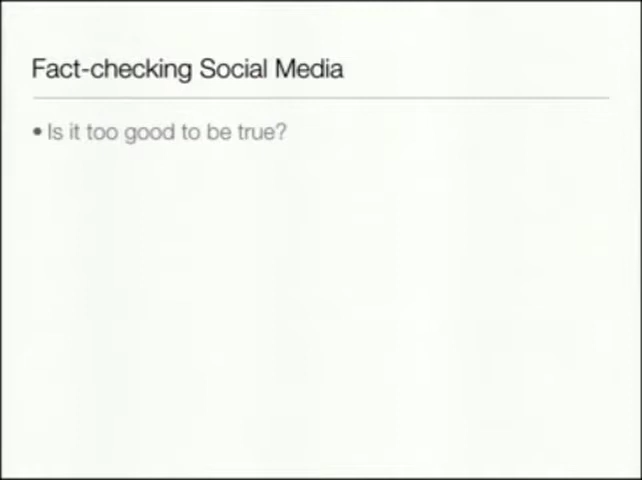 Fact-checking Social Media
• Is it too good to be true?